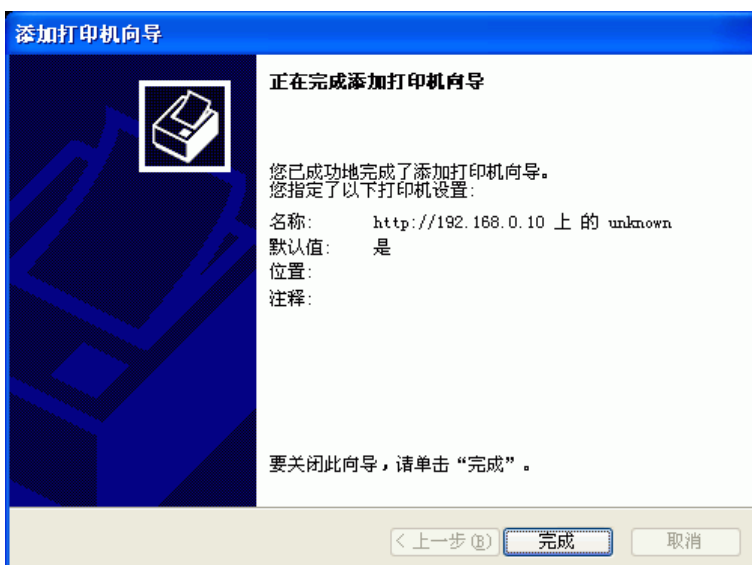 添加打印机向导
正在完成添加打印机向导
您已成功地完成了添加打印机向导。
您指定了以下打印机设置:
名称: http://192.168.0.10 上 的 unknown
默认值: 是
位置:
注释:
要关闭此向导，请单击“完成”。
< 上一步(B) 完成 取消